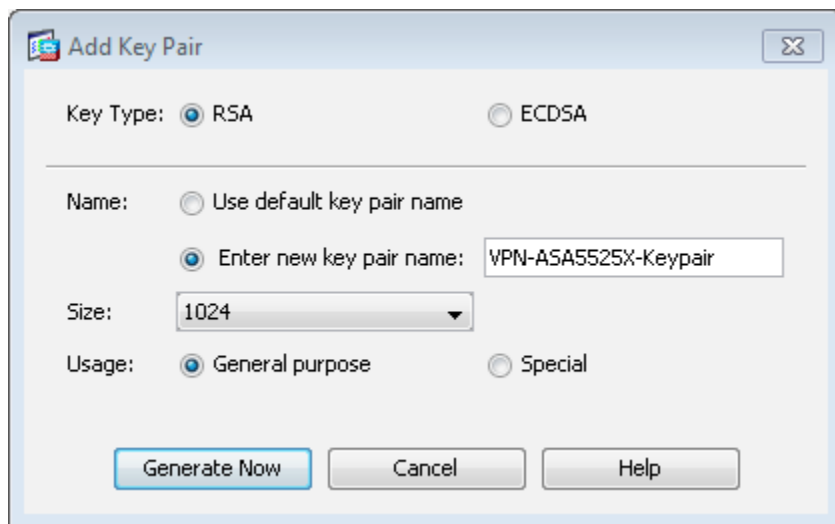 Add Key Pair
Key Type: RSA ECDSA
Name: Use default key pair name
Enter new key pair name: VPN-ASA5525X-Keypair
Size: 1024
Usage: General purpose Special
Generate Now Cancel Help